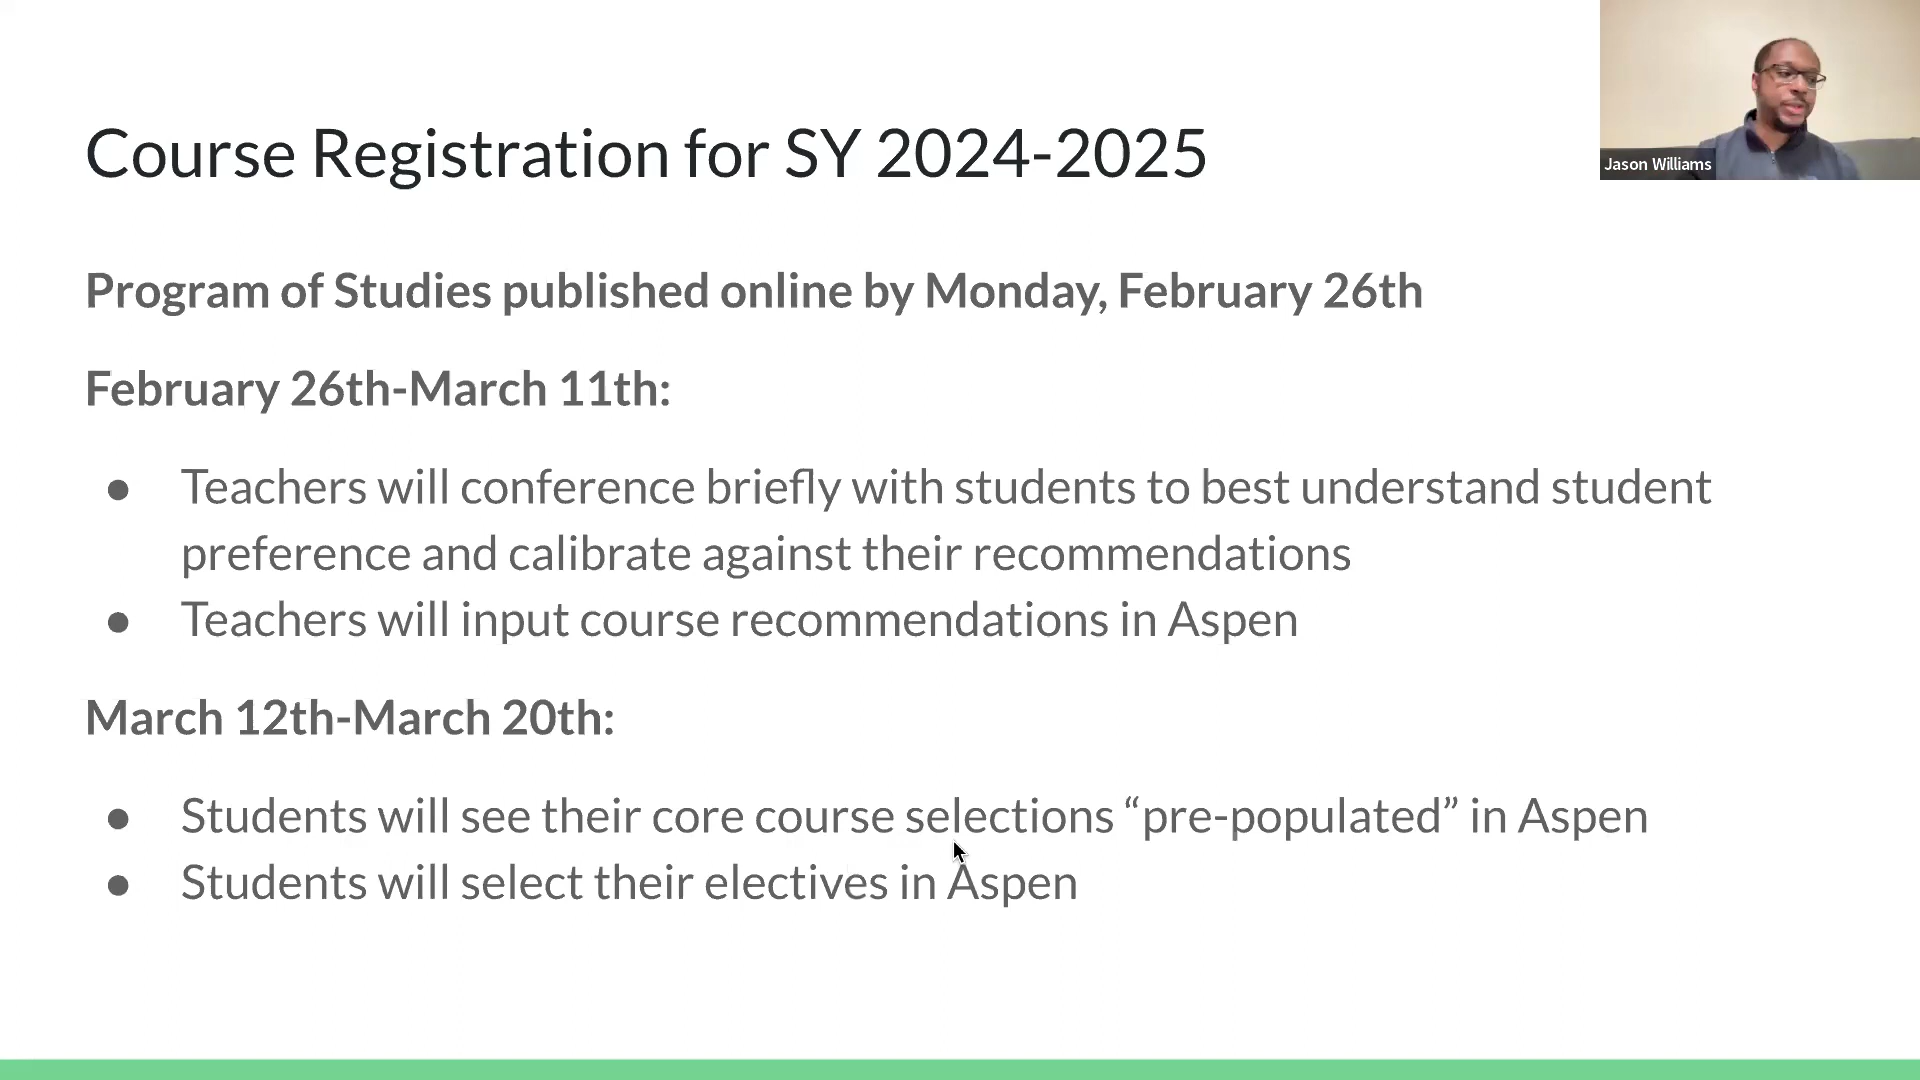 Course Registration for SY 2024-2025
Jason Williams
Program of Studies published online by Monday, February 26th
February 26th-March 11th:
● Teachers will conference briefly with students to best understand student
preference and calibrate against their recommendations
● Teachers will input course recommendations in Aspen
March 12th-March 20th:
● Students will see their core course selections “pre-populated” in Aspen
● Students will select their electives in Aspen